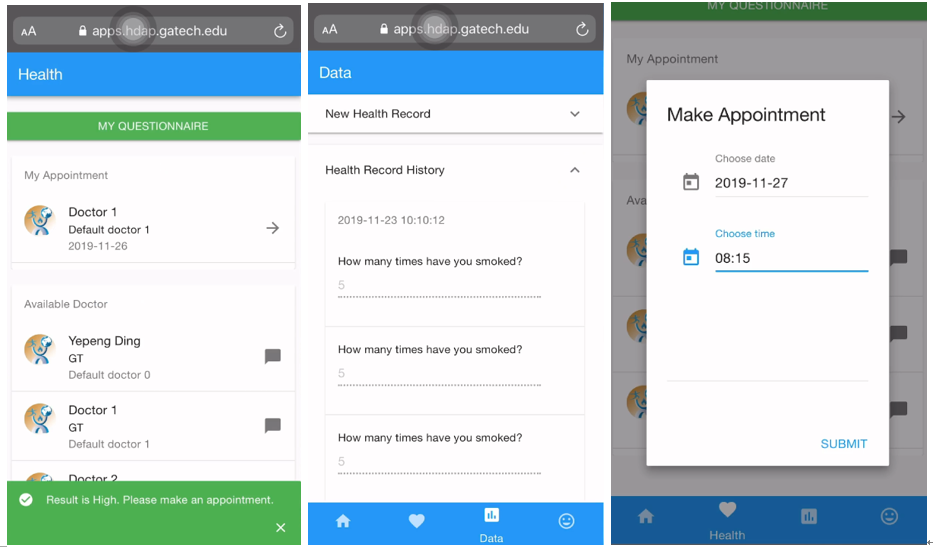 AA apps.hdap.gatech.edu
Health
MY QUESTIONNAIRE
My Appointment
Doctor 1
Default doctor 1
2019-11-26
Available Doctor
Yepeng Ding
GT
Default doctor 0
Doctor 1
GT
Default doctor 1
Doctor 2
Result is High. Please make an appointment.
AA apps.hdap.gatech.edu
Data
New Health Record
Health Record History
2019-11-23 10:10:12
How many times have you smoked?
5
How many times have you smoked?
5
How many times have you smoked?
5
Data
MY QUESTIONNAIRE
My Appointment
Ava
Make Appointment
Choose date
2019-11-27
Choose time
08:15
SUBMIT
Health